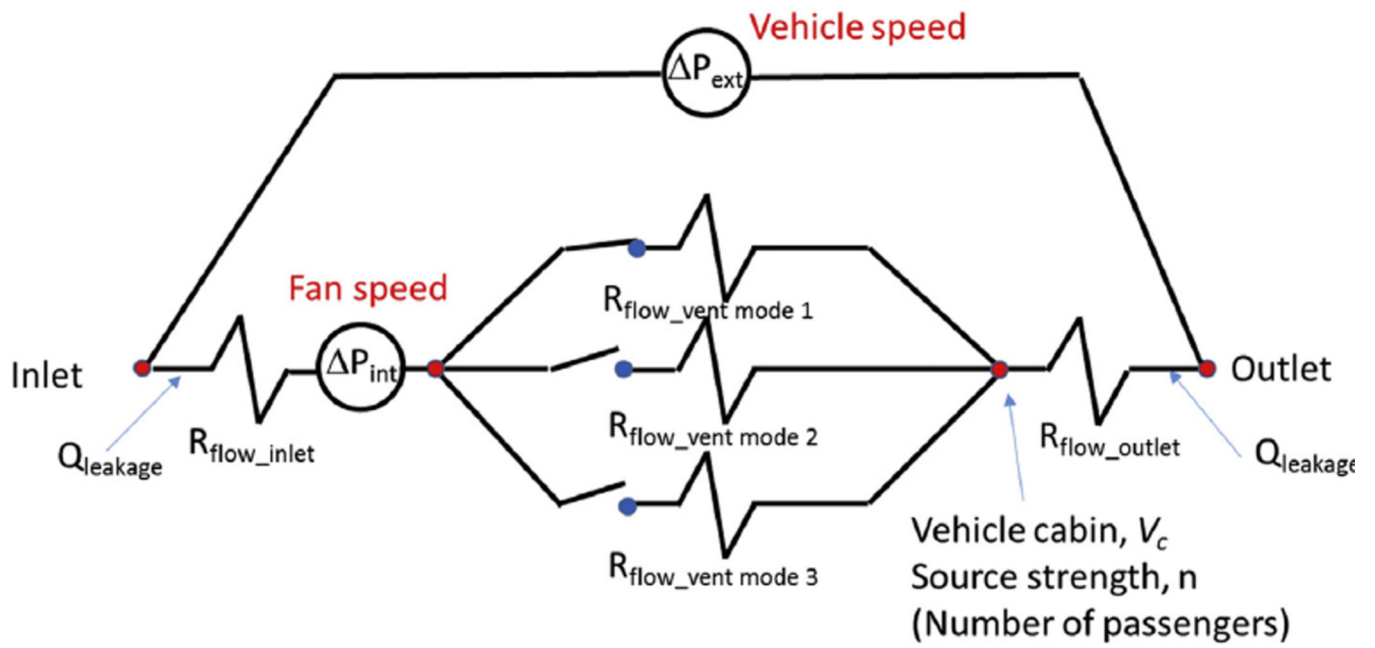 Vehicle speed
ΔPext
Fan speed
Rflow_vent mode 1
Inlet
ΔPint
Outlet
Rflow_vent mode 2
Rflow_inlet
Rflow_outlet
Qleakage
Qleakage
Vehicle cabin, Vc
Rflow_vent mode 3
Source strength, n
(Number of passengers)